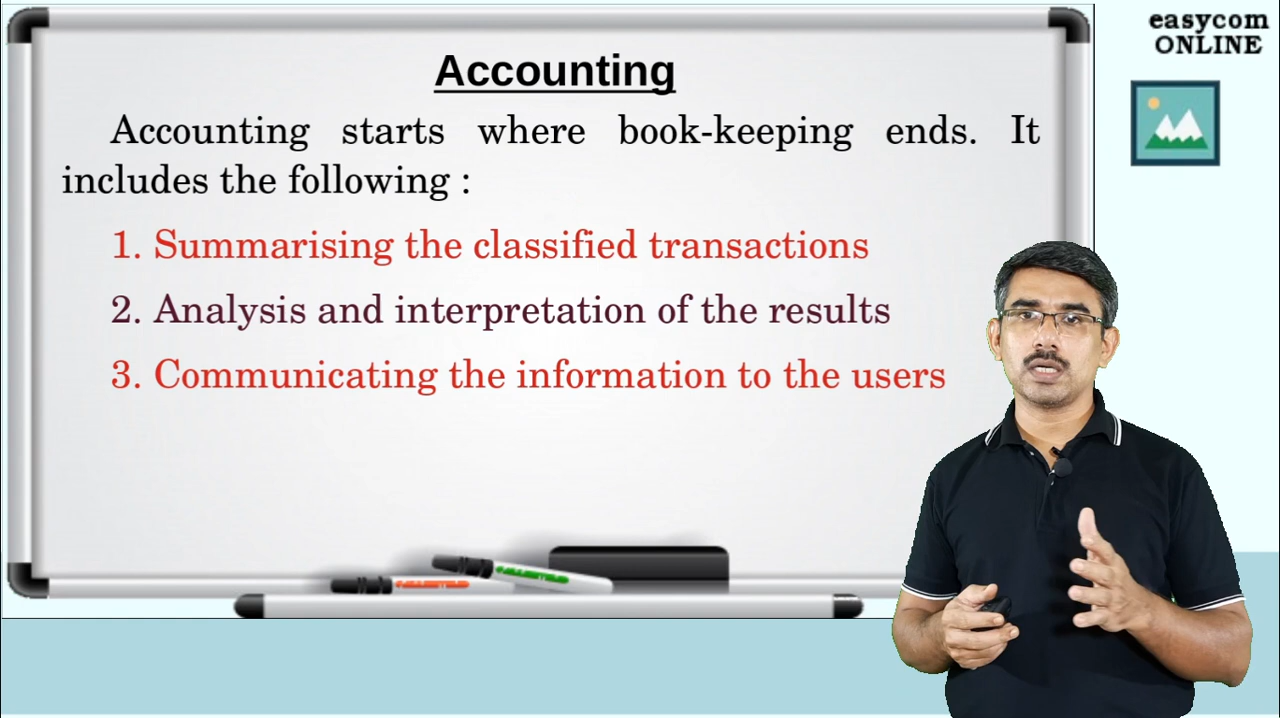 easycom
ONLINE
Accounting
Accounting starts where book-keeping ends. It
includes the following :
1. Summarising the classified transactions
2. Analysis and interpretation of the results
3. Communicating the information to the users